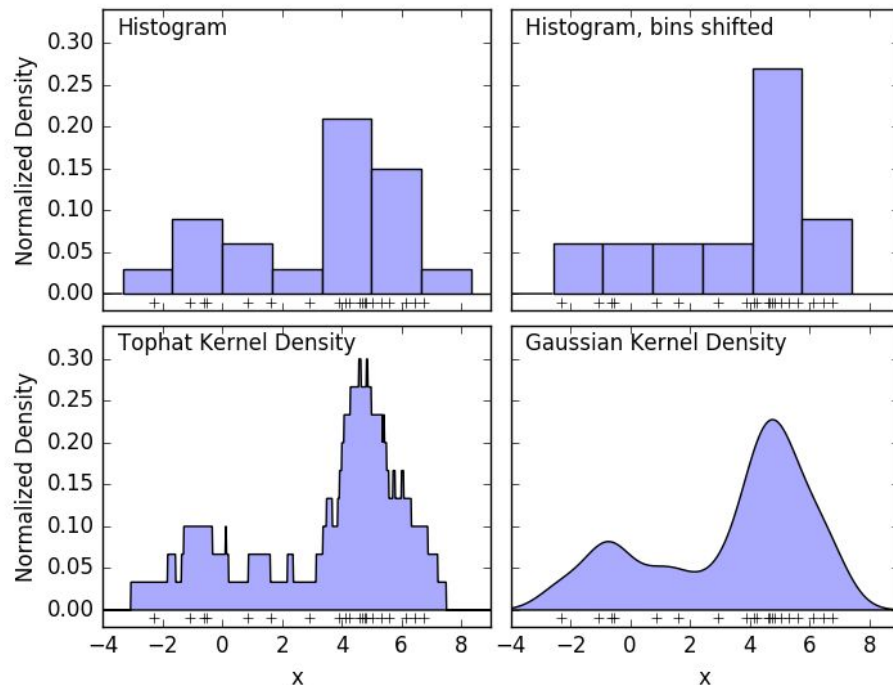 Histogram
Histogram, bins shifted
0.30
0.25
0.20
0.15
0.10
0.05
0.00
Normalized Density
Tophat Kernel Density
Gaussian Kernel Density
0.30
0.25
0.20
0.15
0.10
0.05
0.00
Normalized Density
−4 −2 0 2 4 6 8
−4 −2 0 2 4 6 8
x
x